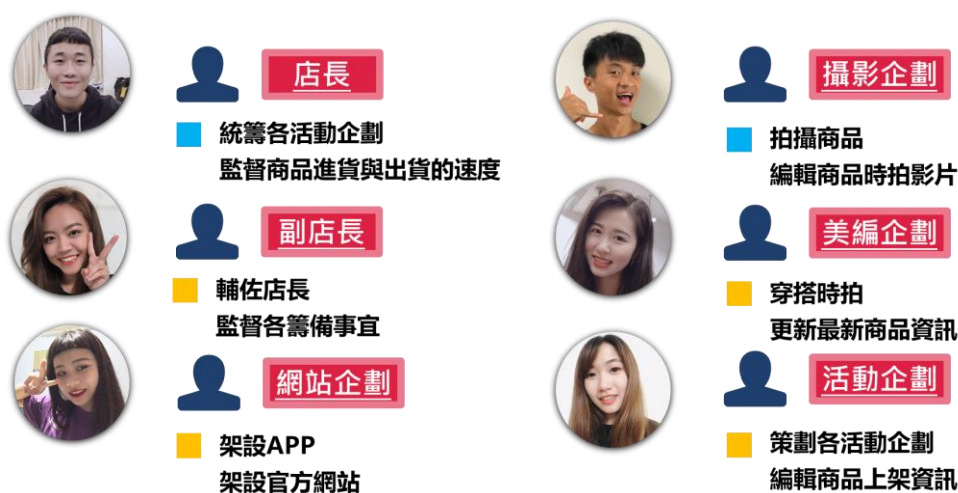 店長
統籌各活動企劃
監督商品進貨與出貨的速度
副店長
輔佐店長
監督各籌備事宜
網站企劃
架設APP
架設官方網站
攝影企劃
拍攝商品
編輯商品時拍影片
美編企劃
穿搭時拍
更新最新商品資訊
活動企劃
策劃各活動企劃
編輯商品上架資訊